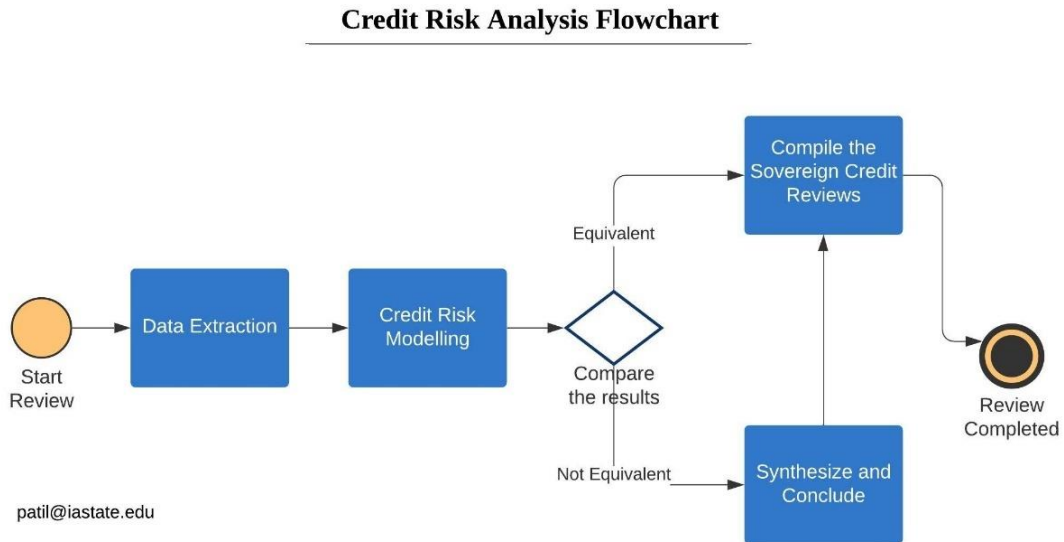 Credit Risk Analysis Flowchart
Compile the
Sovereign Credit
Reviews
Equivalent
Data Extraction
Credit Risk
Modelling
Start
Review
Compare
the results
Review
Completed
Not Equivalent
Synthesize and
Conclude
patil@iastate.edu